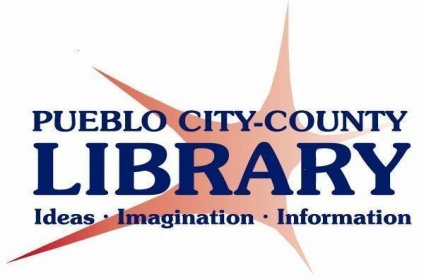 PUEBLO CITY-COUNTY
LIBRARY
Ideas · Imagination · Information